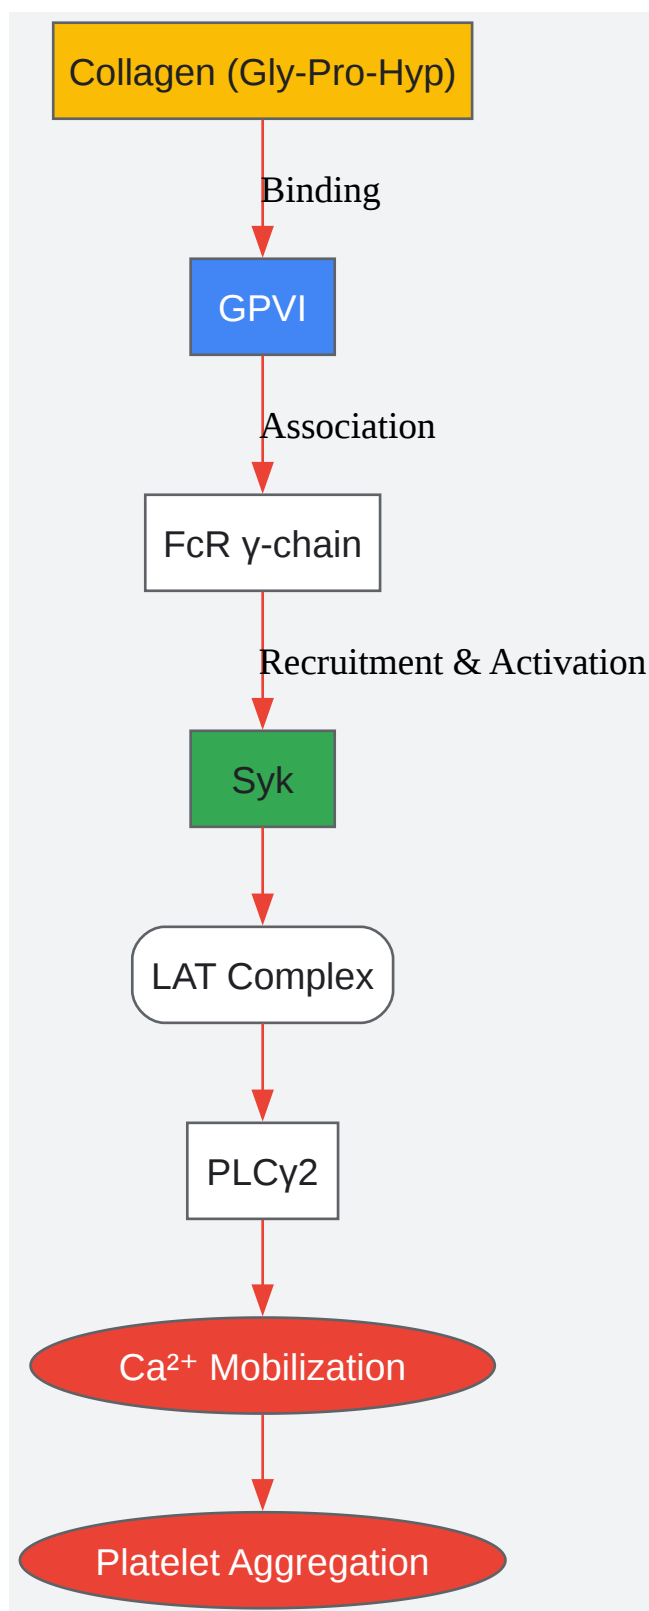 Collagen (Gly-Pro-Hyp)
Binding
GPVI
Association
FcR γ-chain
Recruitment & Activation
Syk
LAT Complex
PLCγ2
Ca²⁺ Mobilization
Platelet Aggregation